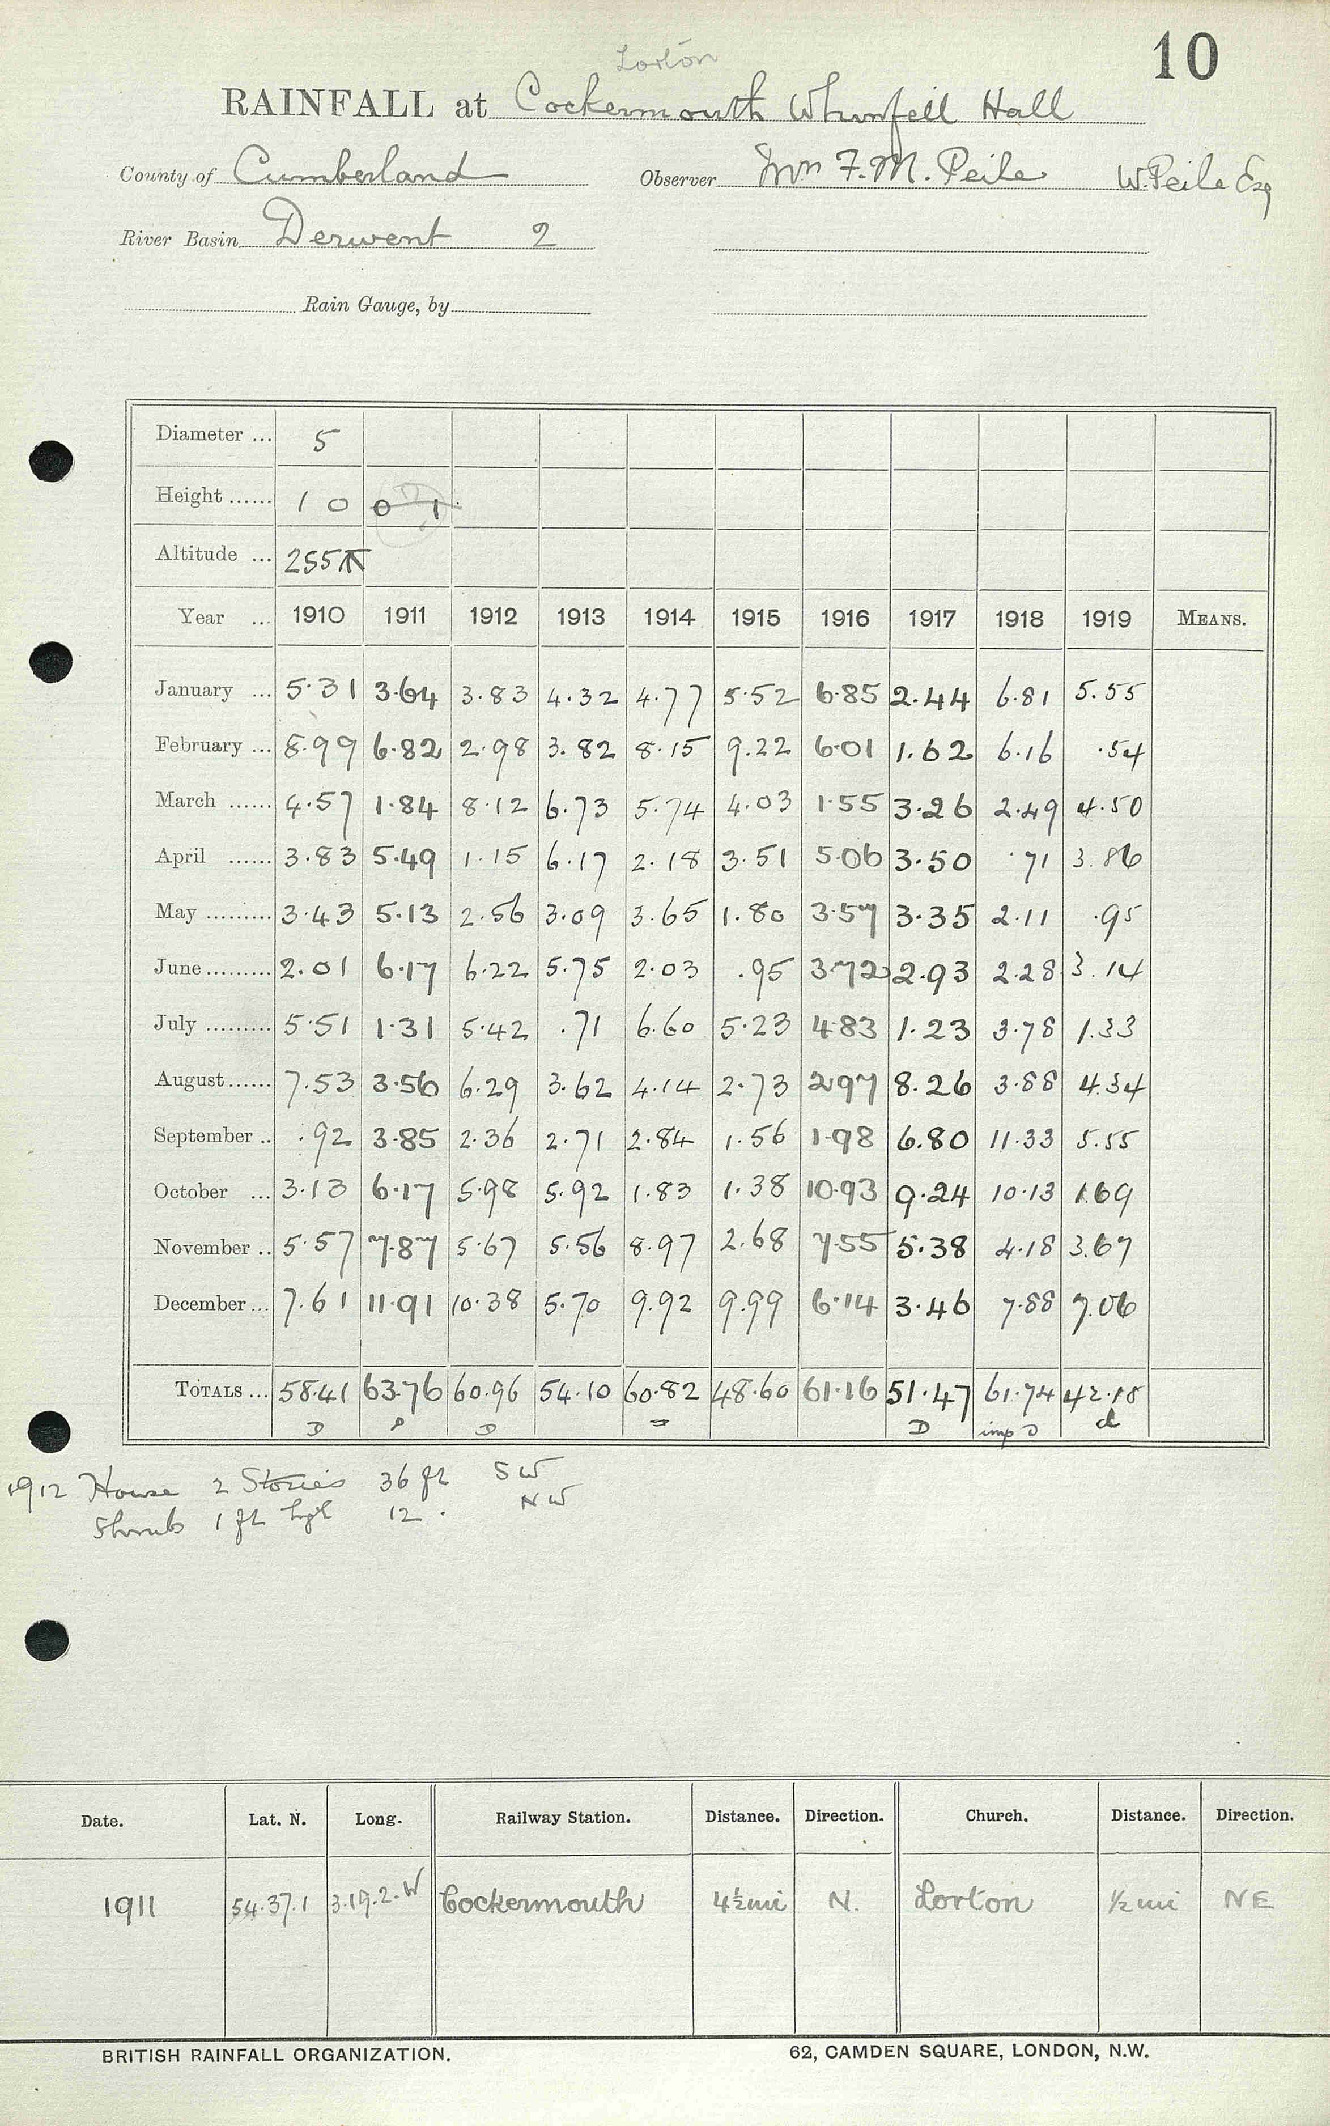 10
Lorton
RAINFALL at Cockermouth Whinfell Hall
County of Cumberland Observer F.M. Peile W. Peile Esq
River Basin Derwent 2
Rain Gauge, by
Diameter ... 5
Height ...... 1 0 0 1
Altitude ... 255
Year ... 1910 1911 1912 1913 1914 1915 1916 1917 1918 1919 MEANS.
January ... 5.31 3.64 3.83 4.32 4.77 5.52 6.85 2.44 6.81 5.55
February ... 8.99 6.82 2.98 3.82 8.15 9.22 6.01 1.62 6.16 .54
March ...... 4.57 1.84 8.12 6.73 5.74 4.03 1.55 3.26 2.49 4.50
April ...... 3.83 5.49 1.15 6.17 2.18 3.51 5.06 3.50 .71 3.86
May ......... 3.43 5.13 2.56 3.09 3.65 1.80 3.57 3.35 2.11 .95
June ......... 2.01 6.17 6.22 5.75 2.03 .95 3.72 2.93 2.28 3.14
July ......... 5.51 1.31 5.42 .71 6.60 5.23 4.83 1.23 3.78 1.33
August ...... 7.53 3.56 6.29 3.62 4.14 2.73 2.97 8.26 3.88 4.34
September .. .92 3.85 2.36 2.71 2.84 1.56 1.98 6.80 11.33 5.55
October ... 3.13 6.17 5.98 5.92 1.83 1.38 10.93 9.24 10.13 1.69
November .. 5.57 7.87 5.67 5.56 8.97 2.68 7.55 5.38 4.18 3.67
December ... 7.61 11.91 10.38 5.70 9.92 9.99 6.14 3.46 7.88 7.06
TOTALS ... 58.41 63.76 60.96 54.10 60.82 48.60 61.16 51.47 61.74 42.18
D D D D imp D d
1912 House 2 Stories 36 ft SW
Shrubs 1 ft hgh 12 . NW
Date. Lat. N. Long. Railway Station. Distance. Direction. Church. Distance. Direction.
1911 54.37.1 3.19.2.W Cockermouth 4½mi N. Lorton ½mi NE
BRITISH RAINFALL ORGANIZATION. 62, CAMDEN SQUARE, LONDON, N.W.